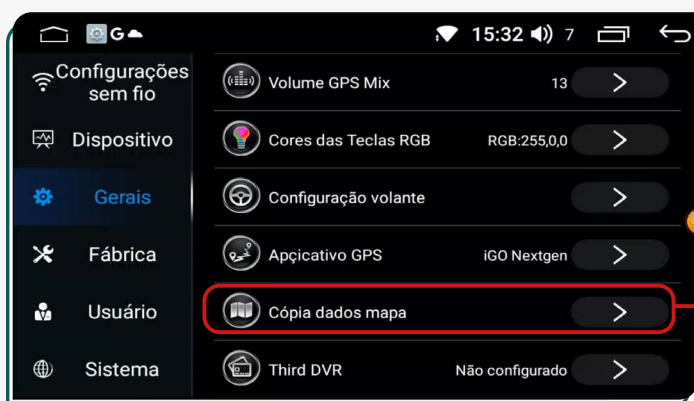 G
15:32
7
Configurações
sem fio
Dispositivo
Gerais
Fábrica
Usuário
Sistema
Volume GPS Mix
13
Cores das Teclas RGB
RGB:255,0,0
Configuração volante
Apçicativo GPS
iGO Nextgen
Cópia dados mapa
Third DVR
Não configurado